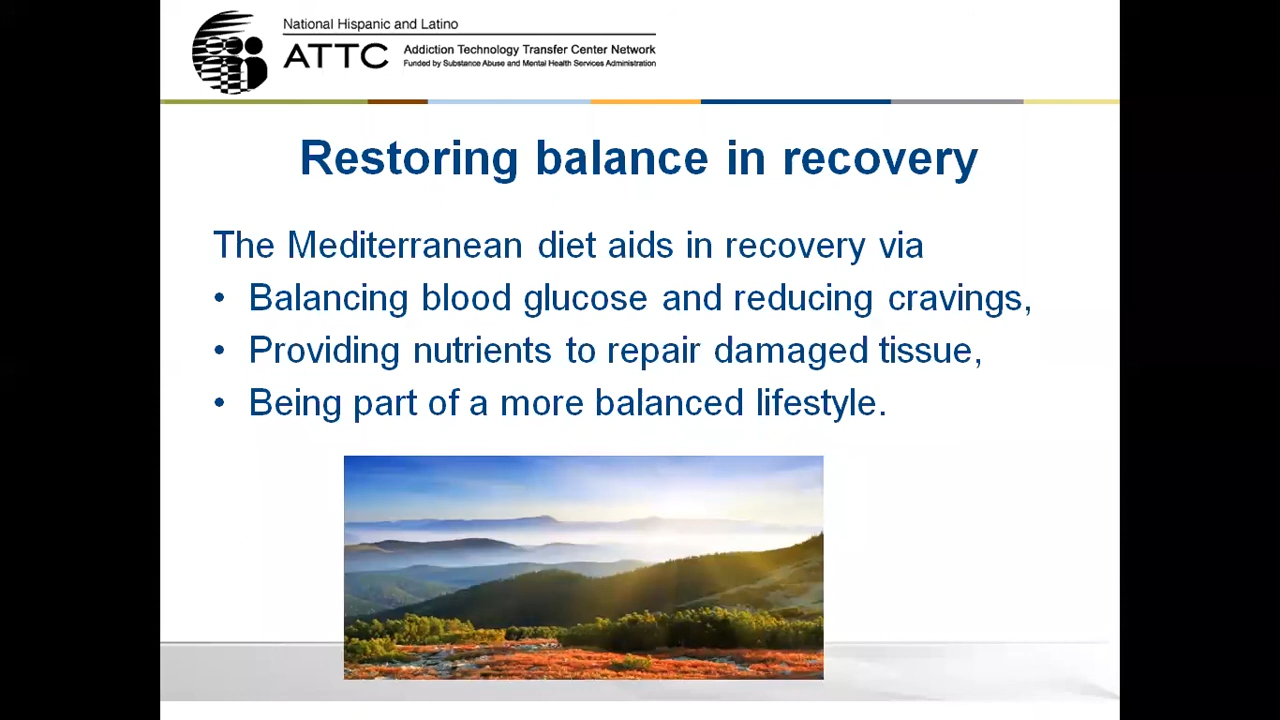 National Hispanic and Latino
ATTC
Addiction Technology Transfer Center Network
Funded by Substance Abuse and Mental Health Services Administration
Restoring balance in recovery
The Mediterranean diet aids in recovery via
• Balancing blood glucose and reducing cravings,
• Providing nutrients to repair damaged tissue,
• Being part of a more balanced lifestyle.